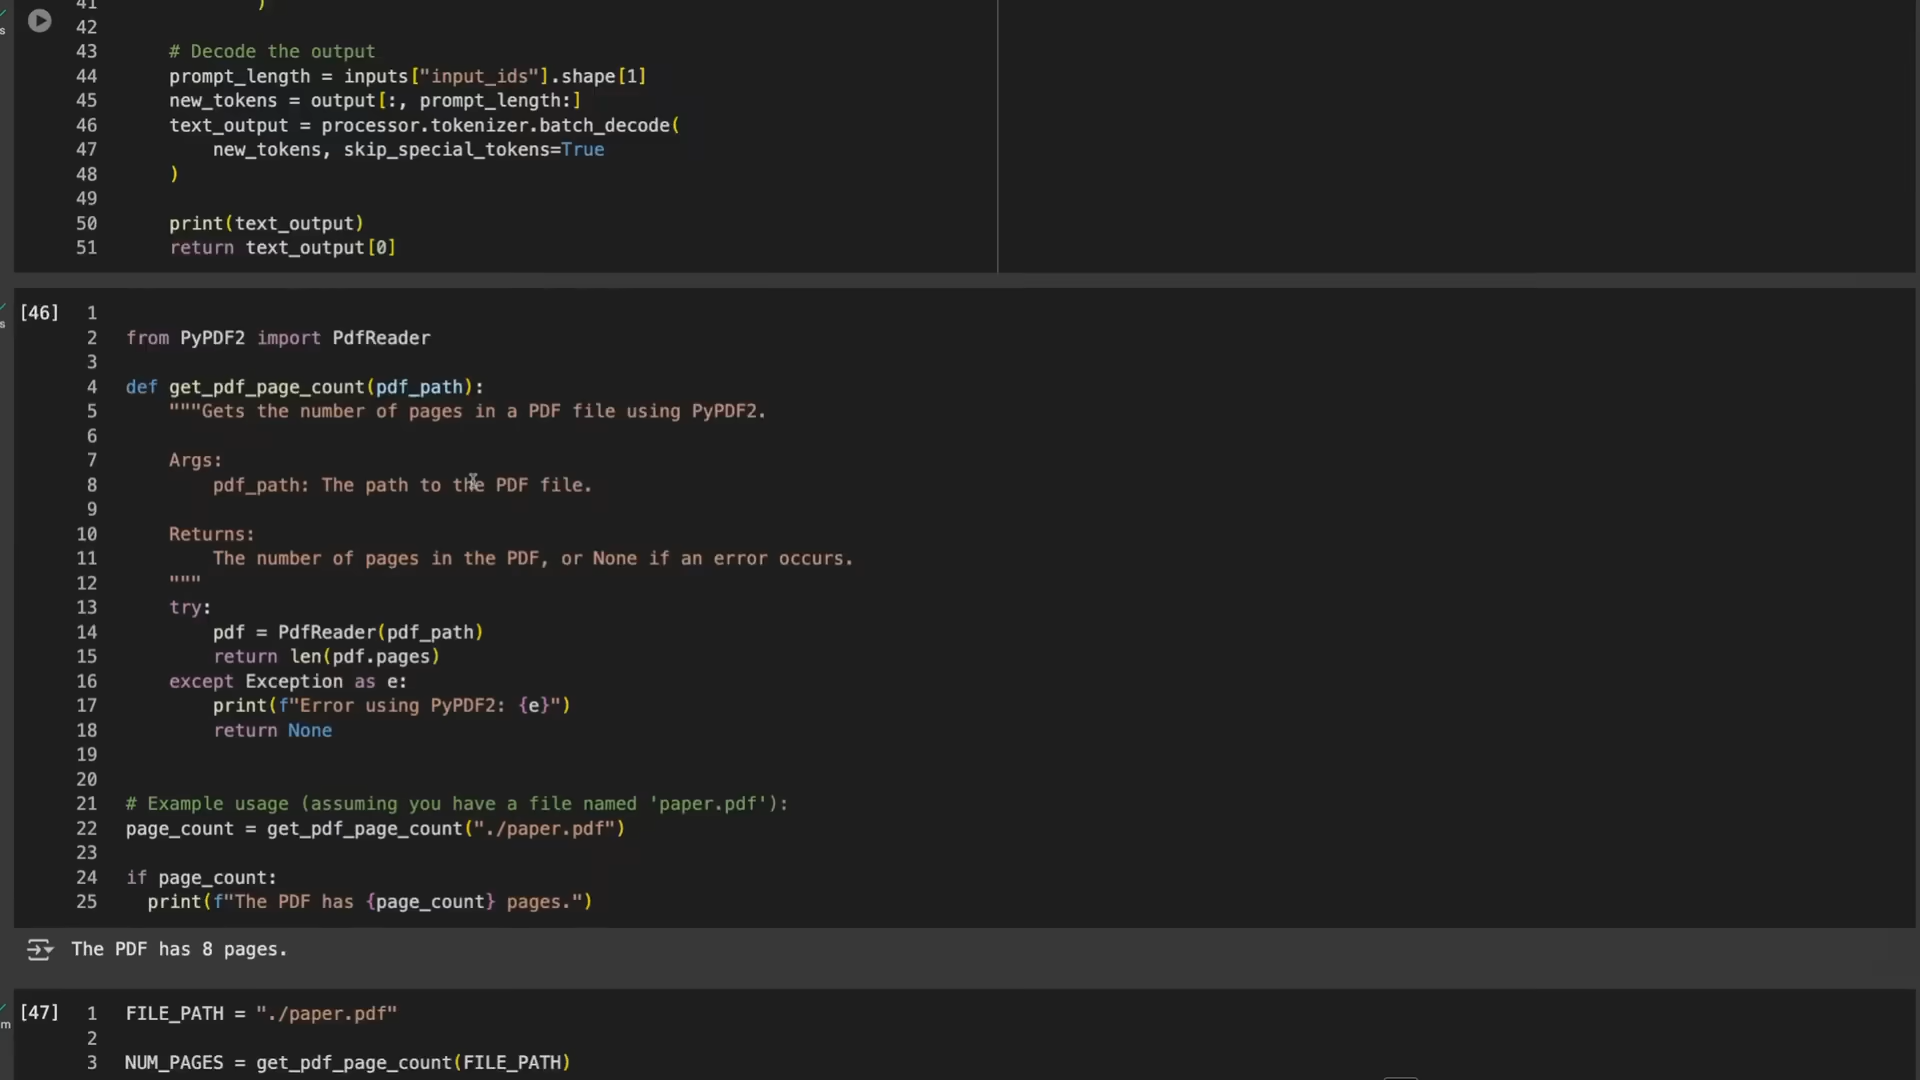 41 )
42
43 # Decode the output
44 prompt_length = inputs["input_ids"].shape[1]
45 new_tokens = output[:, prompt_length:]
46 text_output = processor.tokenizer.batch_decode(
47 new_tokens, skip_special_tokens=True
48 )
49
50 print(text_output)
51 return text_output[0]
[46] 1
s
2 from PyPDF2 import PdfReader
3
4 def get_pdf_page_count(pdf_path):
5 """Gets the number of pages in a PDF file using PyPDF2.
6
7 Args:
8 pdf_path: The path to the PDF file.
9
10 Returns:
11 The number of pages in the PDF, or None if an error occurs.
12 """
13 try:
14 pdf = PdfReader(pdf_path)
15 return len(pdf.pages)
16 except Exception as e:
17 print(f"Error using PyPDF2: {e}")
18 return None
19
20
21 # Example usage (assuming you have a file named 'paper.pdf'):
22 page_count = get_pdf_page_count("./paper.pdf")
23
24 if page_count:
25 print(f"The PDF has {page_count} pages.")
The PDF has 8 pages.
[47] 1 FILE_PATH = "./paper.pdf"
m
2
3 NUM_PAGES = get_pdf_page_count(FILE_PATH)